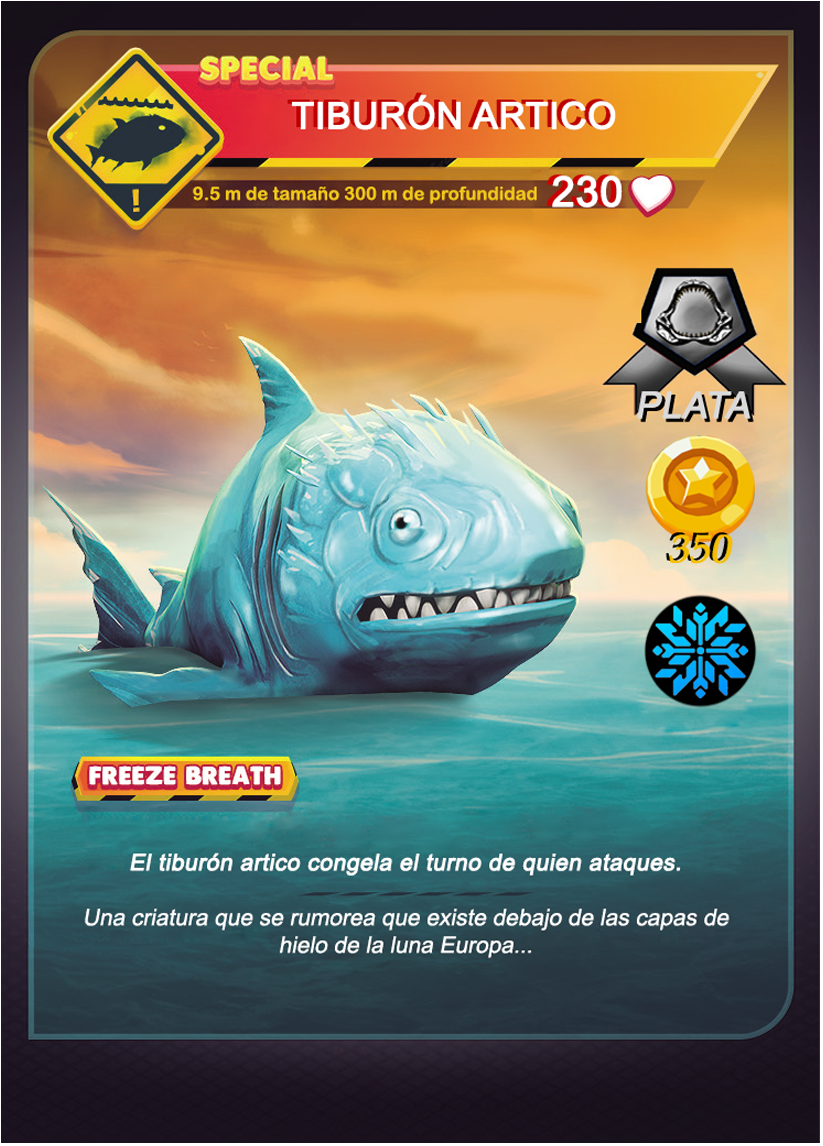 SPECIAL
TIBURÓN ARTICO
!
9.5 m de tamaño 300 m de profundidad 230
PLATA
350
FREEZE BREATH
El tiburón artico congela el turno de quien ataques.
Una criatura que se rumorea que existe debajo de las capas de
hielo de la luna Europa...